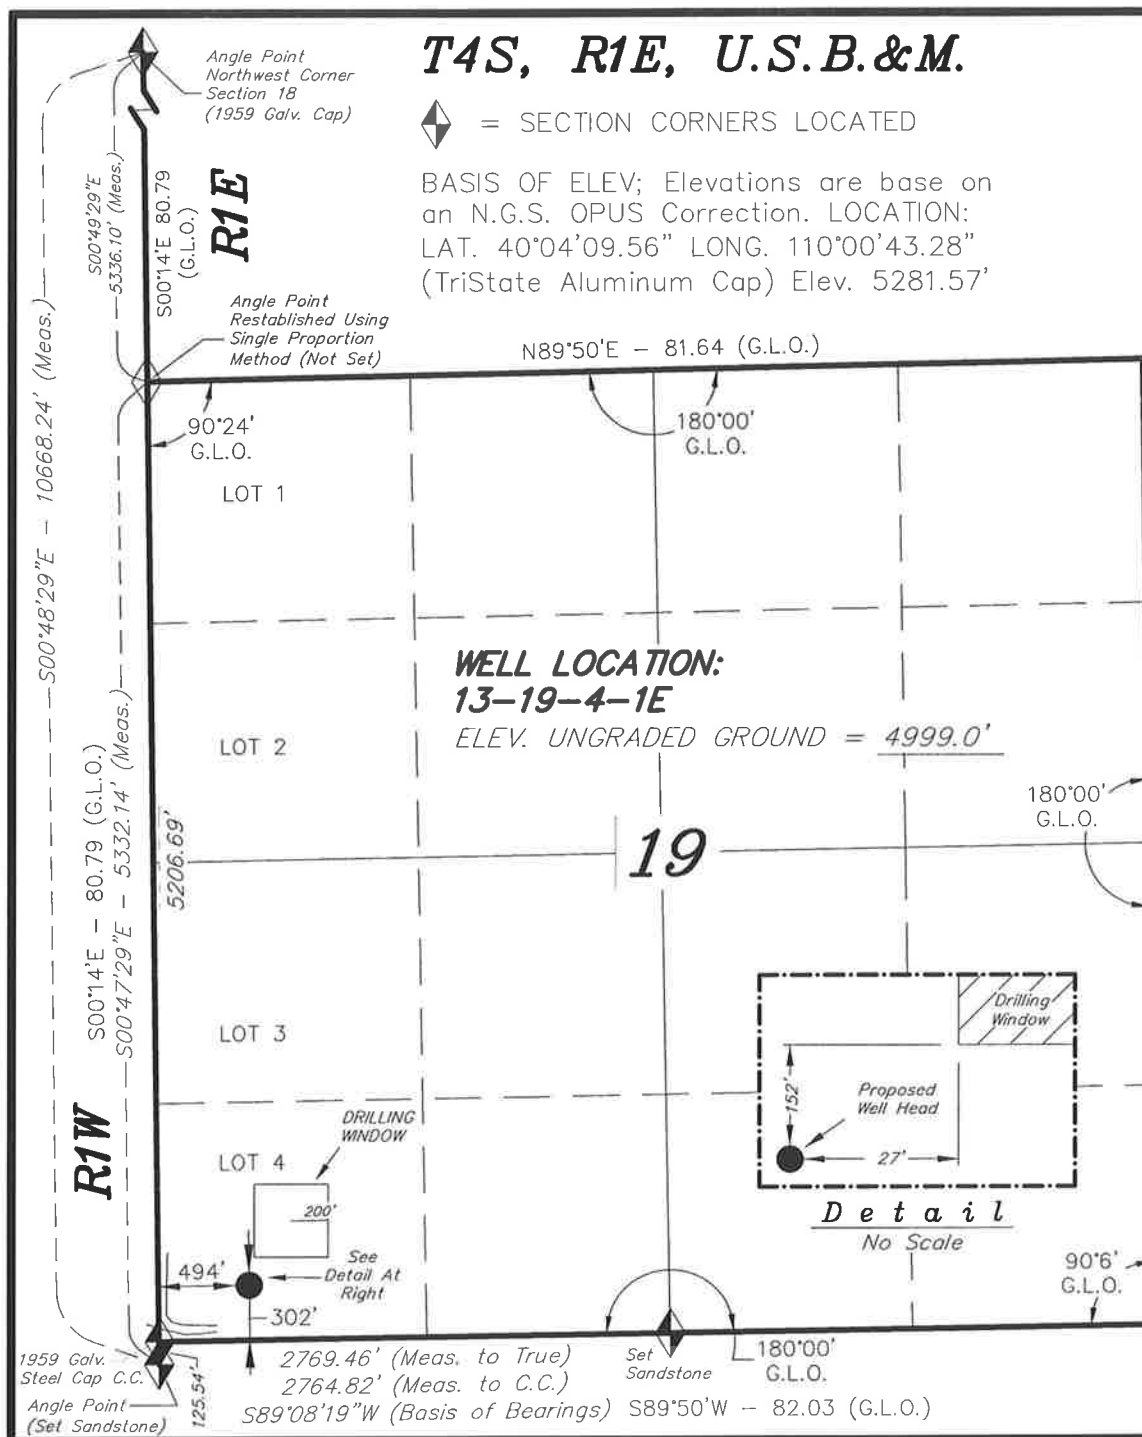 T4S, R1E, U.S.B.&M.
Angle Point
Northwest Corner
Section 18
(1959 Galv. Cap)
= SECTION CORNERS LOCATED
BASIS OF ELEV; Elevations are base on
an N.G.S. OPUS Correction. LOCATION:
LAT. 40°04'09.56" LONG. 110°00'43.28"
(TriState Aluminum Cap) Elev. 5281.57'
S00°49'29"E
5336.10' (Meas.)
S00°14'E 80.79
(G.L.O.)
R1E
Angle Point
Restablished Using
Single Proportion
Method (Not Set)
N89°50'E - 81.64 (G.L.O.)
90°24'
G.L.O.
180°00'
G.L.O.
LOT 1
S00°48'29"E - 10668.24' (Meas.)
WELL LOCATION:
13-19-4-1E
ELEV. UNGRADED GROUND = 4999.0'
LOT 2
180°00'
G.L.O.
S00°14'E - 80.79 (G.L.O.)
S00°47'29"E - 5332.14' (Meas.)
5206.69'
19
LOT 3
R1W
Drilling
Window
152'
Proposed
Well Head
27'
Detail
No Scale
DRILLING
WINDOW
LOT 4
200'
See
Detail At
Right
494'
302'
90°6'
G.L.O.
1959 Galv.
Steel Cap C.C.
Angle Point
(Set Sandstone)
125.54'
2769.46' (Meas. to True)
2764.82' (Meas. to C.C.)
S89°08'19"W (Basis of Bearings)
Set
Sandstone
180°00'
G.L.O.
S89°50'W - 82.03 (G.L.O.)